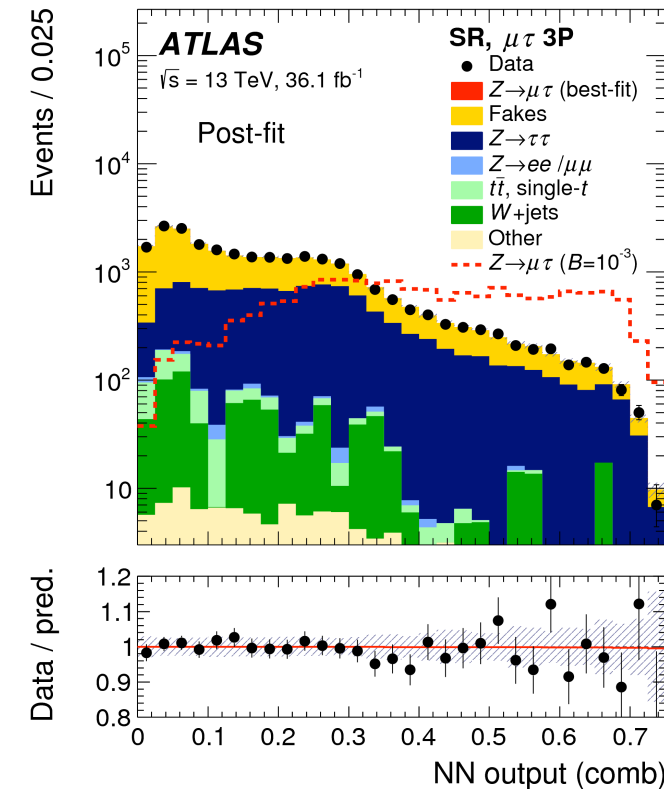 Events / 0.025
ATLAS
√s = 13 TeV, 36.1 fb⁻¹
Post-fit
SR, μτ 3P
Data
Z→μτ (best-fit)
Fakes
Z→ττ
Z→ee /μμ
tt̄, single-t
W+jets
Other
Z→μτ (B=10⁻³)
10⁵
10⁴
10³
10²
10
Data / pred.
1.2
1.1
1
0.9
0.8
0 0.1 0.2 0.3 0.4 0.5 0.6 0.7
NN output (comb)